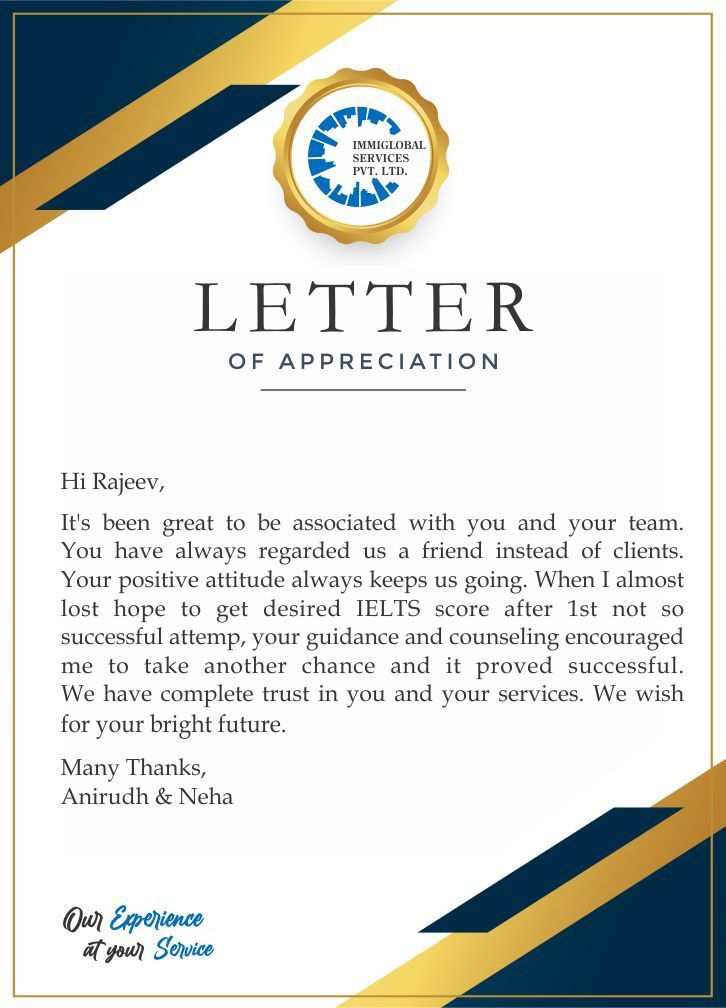 IMMIGLOBAL
SERVICES
PVT. LTD.
LETTER
OF APPRECIATION
Hi Rajeev,
It's been great to be associated with you and your team.
You have always regarded us a friend instead of clients.
Your positive attitude always keeps us going. When I almost
lost hope to get desired IELTS score after 1st not so
successful attemp, your guidance and counseling encouraged
me to take another chance and it proved successful.
We have complete trust in you and your services. We wish
for your bright future.
Many Thanks,
Anirudh & Neha
Our Experience
at your Service